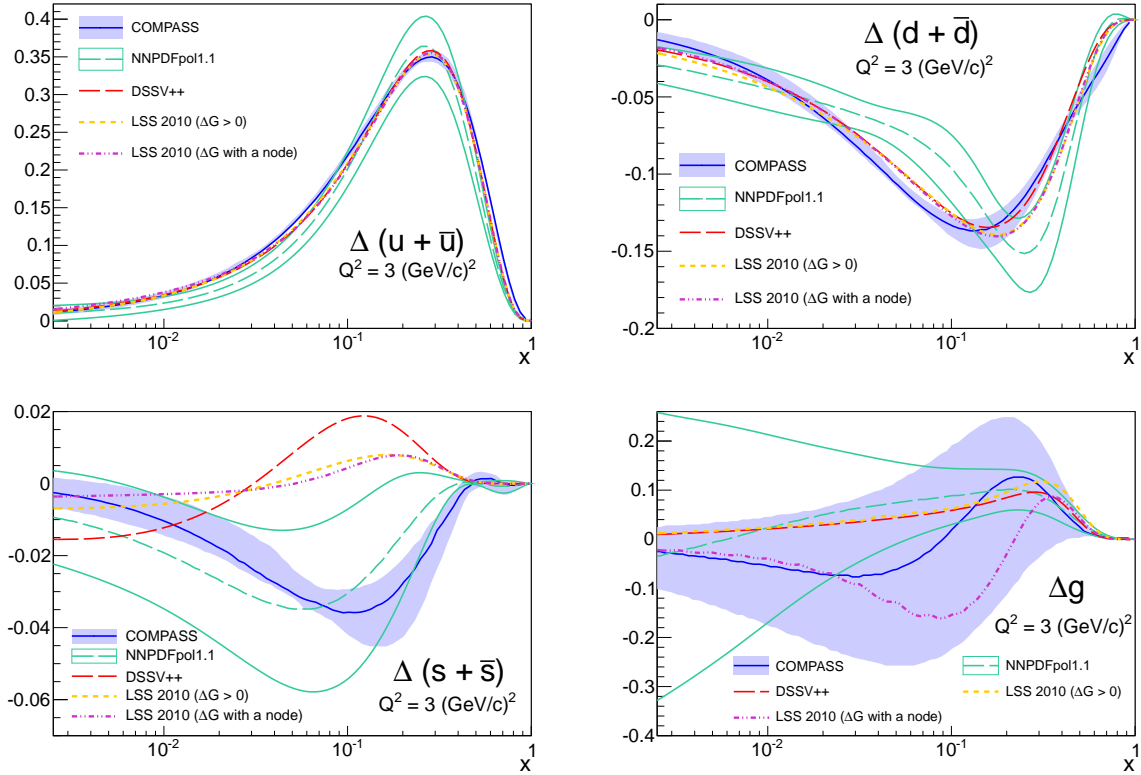 0.4
0.35
0.3
0.25
0.2
0.15
0.1
0.05
0
COMPASS
NNPDFpol1.1
DSSV++
LSS 2010 (ΔG > 0)
LSS 2010 (ΔG with a node)
Δ (u + u̅)
Q² = 3 (GeV/c)²
10⁻² 10⁻¹ 1
x
0
-0.05
-0.1
-0.15
-0.2
Δ (d + d̅)
Q² = 3 (GeV/c)²
COMPASS
NNPDFpol1.1
DSSV++
LSS 2010 (ΔG > 0)
LSS 2010 (ΔG with a node)
10⁻² 10⁻¹ 1
x
0.02
0
-0.02
-0.04
-0.06
COMPASS
NNPDFpol1.1
DSSV++
LSS 2010 (ΔG > 0)
LSS 2010 (ΔG with a node)
Δ (s + s̅)
Q² = 3 (GeV/c)²
10⁻² 10⁻¹ 1
x
0.2
0.1
0
-0.1
-0.2
-0.3
-0.4
Δg
Q² = 3 (GeV/c)²
COMPASS NNPDFpol1.1
DSSV++ LSS 2010 (ΔG > 0)
LSS 2010 (ΔG with a node)
10⁻² 10⁻¹ 1
x